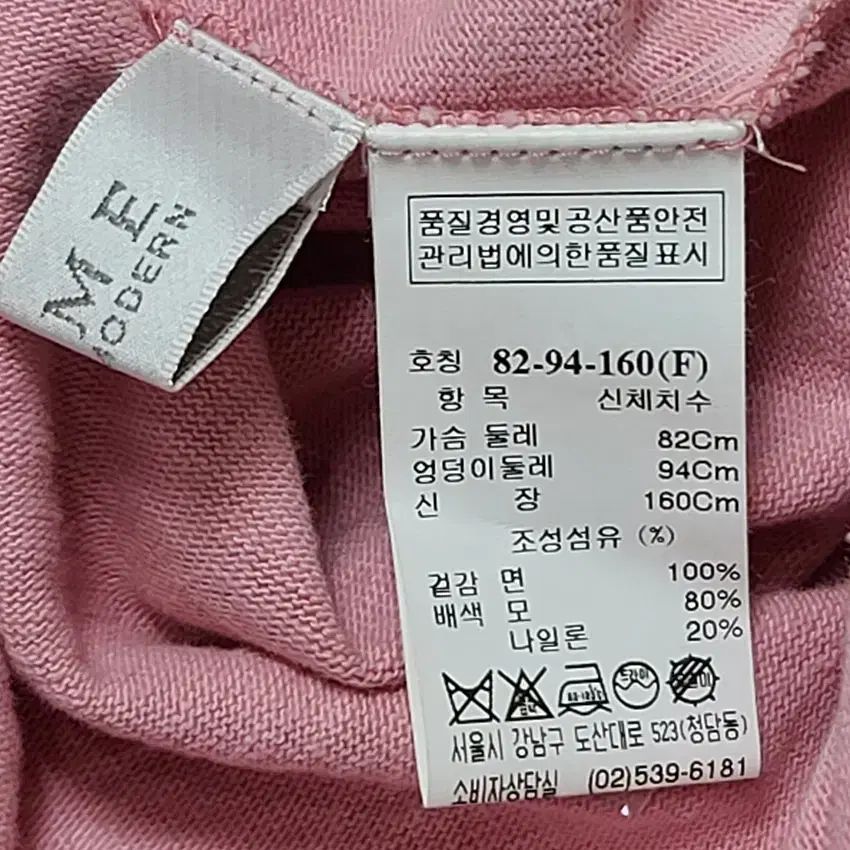 M E
MODERN
품질경영및공산품안전
관리법에의한품질표시
호칭 82-94-160(F)
항 목 신체치수
가슴 둘레 82Cm
엉덩이둘레 94Cm
신 장 160Cm
조성섬유 (%)
겉감 면 100%
배색 모 80%
나일론 20%
드라이
서울시 강남구 도산대로 523(청담동)
소비자상담실 (02)539-6181